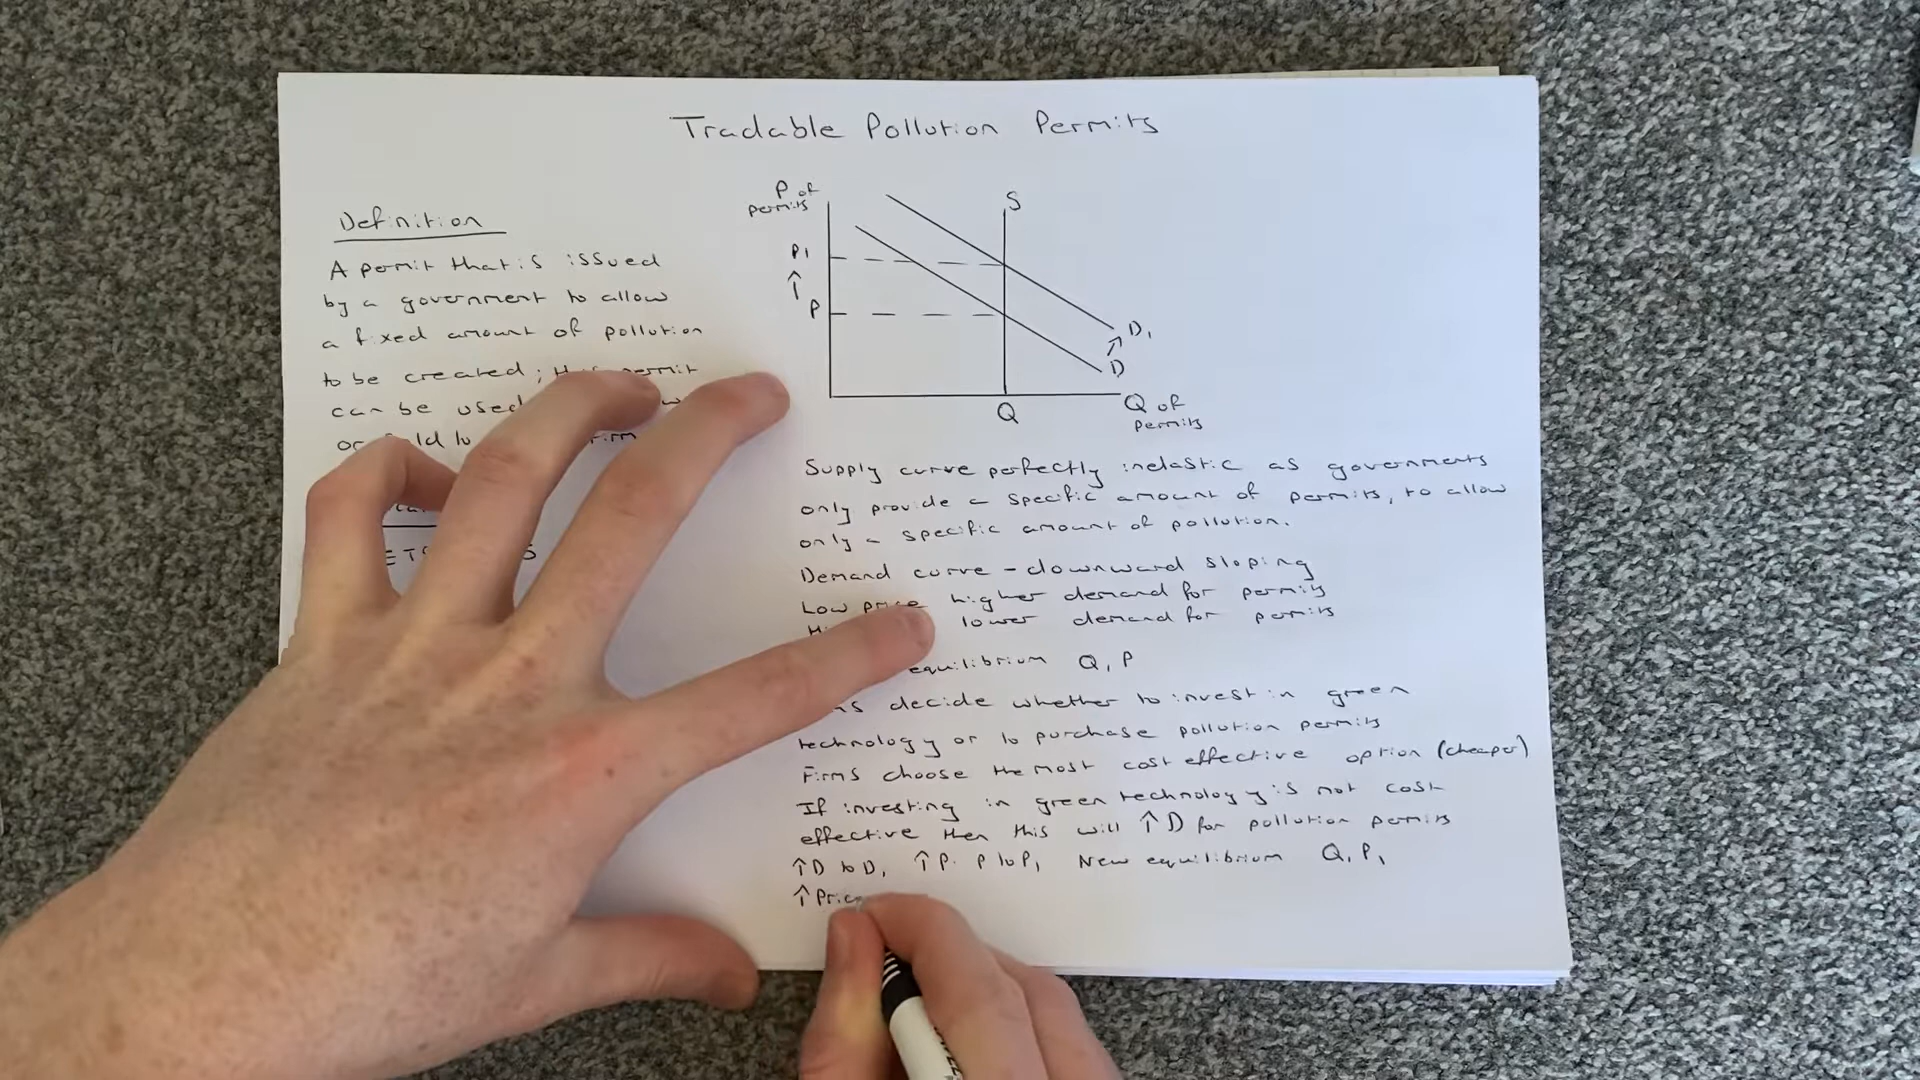 Tradable Pollution Permits
Definition
A permit that is issued
by a government to allow
a fixed amount of pollution
to be created; permit
can be used
or
ETS
P of
permits
P1
↑
P
S
D1
↗
D
Q
Q of
permits
Supply curve perfectly inelastic as governments
only provide a specific amount of permits, to allow
only a specific amount of pollution.
Demand curve - downward sloping
Low price higher demand for permits
lower demand for permits
equilibrium Q, P
decide whether to invest in green
technology or to purchase pollution permits
Firms choose the most cost effective option (cheaper)
If investing in green technology is not cost
effective then this will ↑ D for pollution permits
↑D to D1 ↑P. P to P1 New equilibrium Q, P1
↑ Price